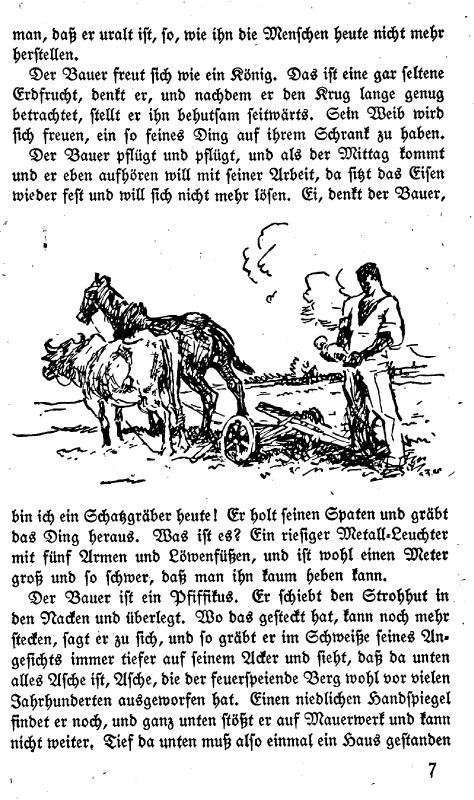 man, daß er uralt ist, so, wie ihn die Menschen heute nicht mehr
herstellen.
Der Bauer freut sich wie ein König. Das ist eine gar seltene
Erdfrucht, denkt er, und nachdem er den Krug lange genug
betrachtet, stellt er ihn behutsam seitwärts. Sein Weib wird
sich freuen, ein so feines Ding auf ihrem Schrank zu haben.
Der Bauer pflügt und pflügt, und als der Mittag kommt
und er eben aufhören will mit seiner Arbeit, da sitzt das Eisen
wieder fest und will sich nicht mehr lösen. Ei, denkt der Bauer,
bin ich ein Schatzgräber heute! Er holt seinen Spaten und gräbt
das Ding heraus. Was ist es? Ein riesiger Metall-Leuchter
mit fünf Armen und Löwenfüßen, und ist wohl einen Meter
groß und so schwer, daß man ihn kaum heben kann.
Der Bauer ist ein Pfiffikus. Er schiebt den Strohhut in
den Nacken und überlegt. Wo das gesteckt hat, kann noch mehr
stecken, sagt er zu sich, und so gräbt er im Schweiße seines An-
gesichts immer tiefer auf seinem Acker und sieht, daß da unten
alles Asche ist, Asche, die der feuerspeiende Berg wohl vor vielen
Jahrhunderten ausgeworfen hat. Einen niedlichen Handspiegel
findet er noch, und ganz unten stößt er auf Mauerwerk und kann
nicht weiter. Tief da unten muß also einmal ein Haus gestanden
7